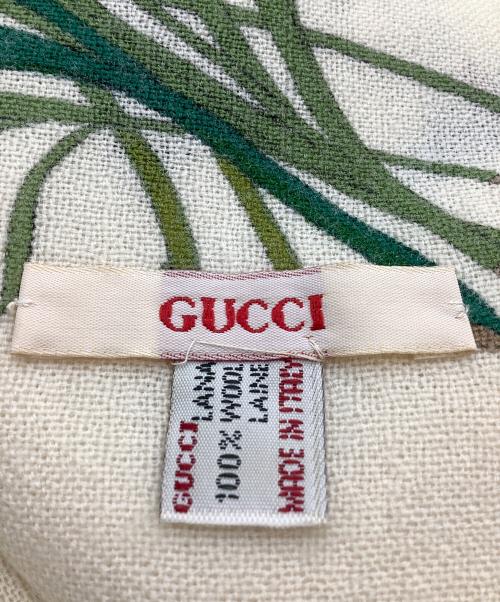 GUCCI
GUCCI
LANA
100% WOOL
LAINE
MADE IN ITALY